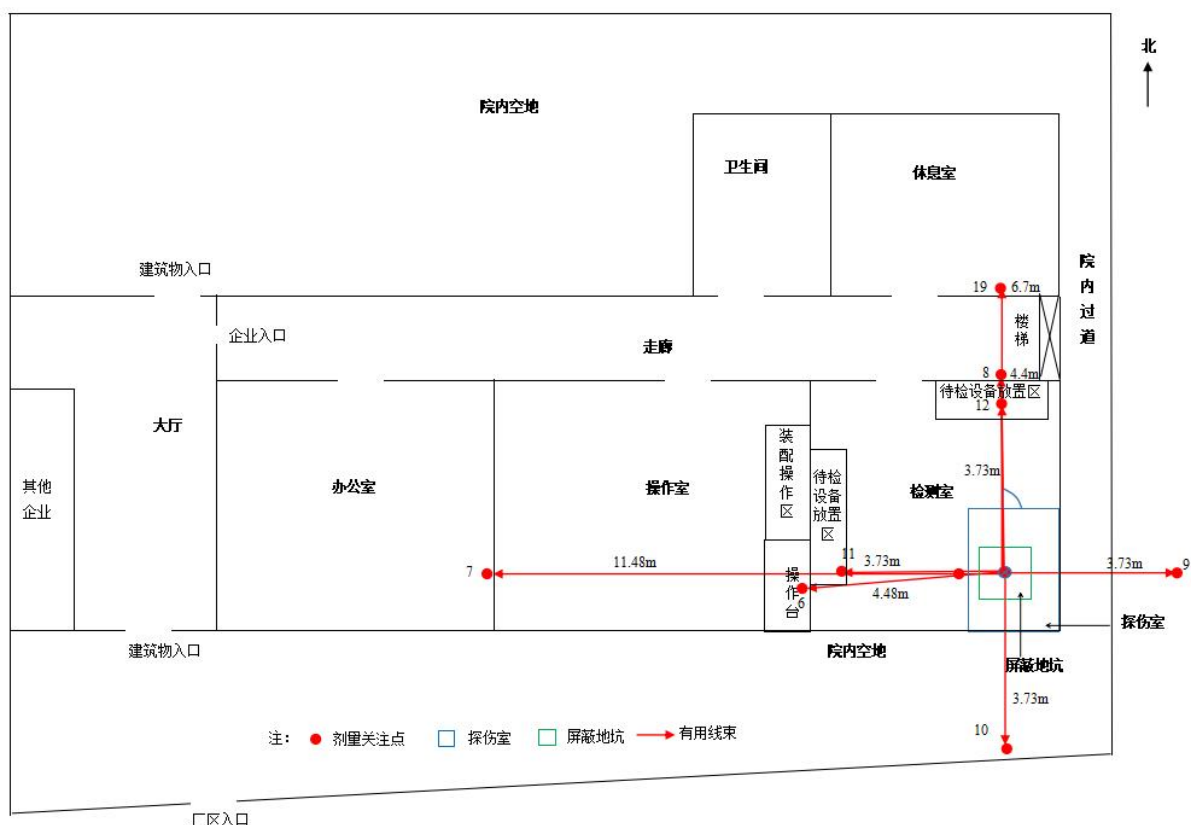 北
院内空地
卫生间
休息室
建筑物入口
院内过道
19
6.7m
企业入口
走廊
楼梯
8
4.4m
待检设备放置区
12
大厅
装配操作区
其他
企业
办公室
操作室
待检
设备
放置
区
3.73m
检测室
7
11.48m
11
3.73m
3.73m
9
操作台
6
4.48m
探伤室
建筑物入口
院内空地
屏蔽地坑
3.73m
10
注：
剂量关注点
探伤室
屏蔽地坑
有用线束
厂区入口